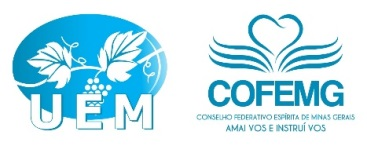 UEM
COFEMG
CONSELHO FEDERATIVO ESPÍRITA DE MINAS GERAIS
AMAI VOS E INSTRUÍ VOS